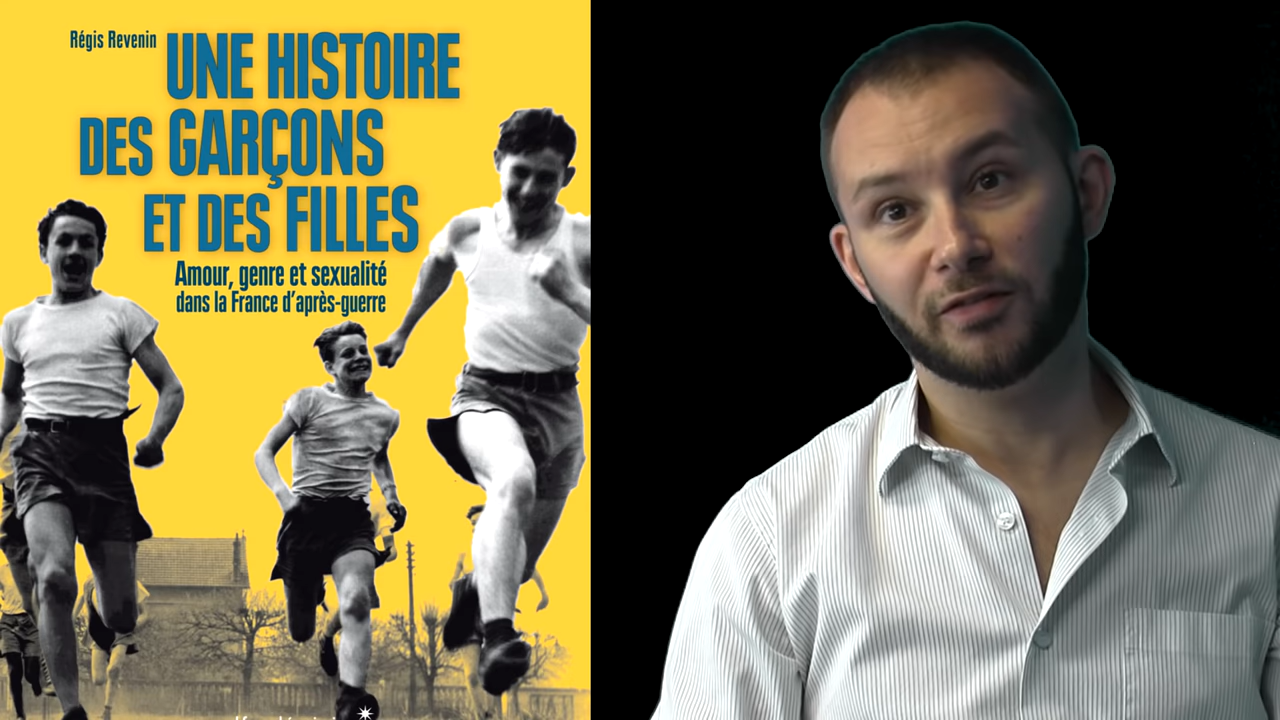 Régis Revenin
UNE HISTOIRE
DES GARÇONS
ET DES FILLES
Amour, genre et sexualité
dans la France d'après-guerre